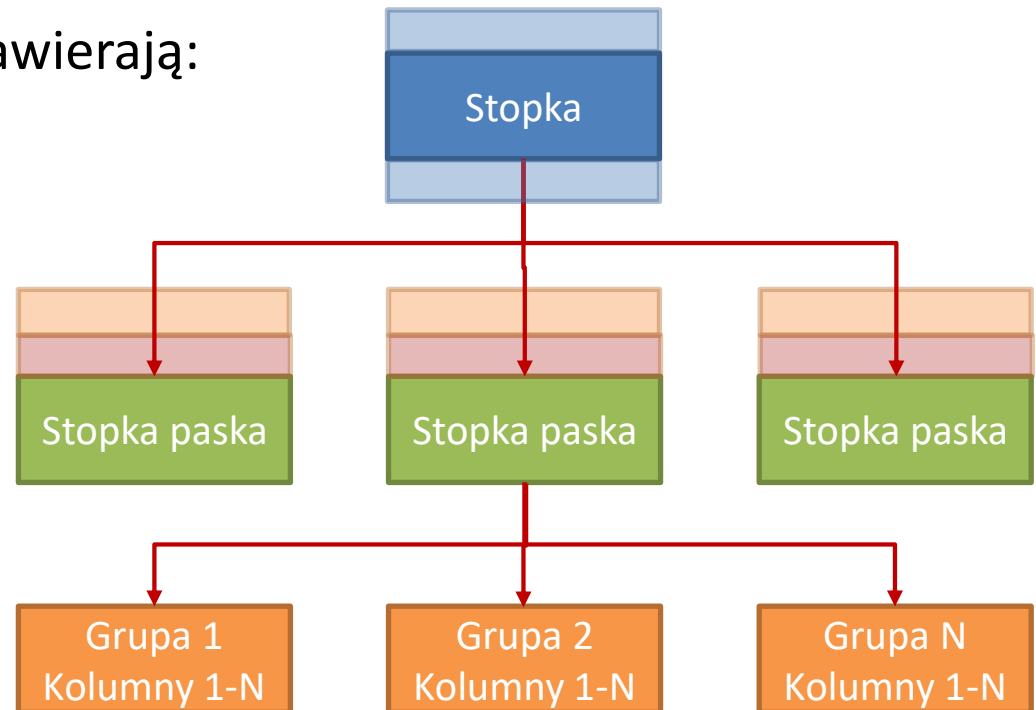 awierają:
Stopka
Stopka paska
Stopka paska
Stopka paska
Grupa 1
Kolumny 1-N
Grupa 2
Kolumny 1-N
Grupa N
Kolumny 1-N